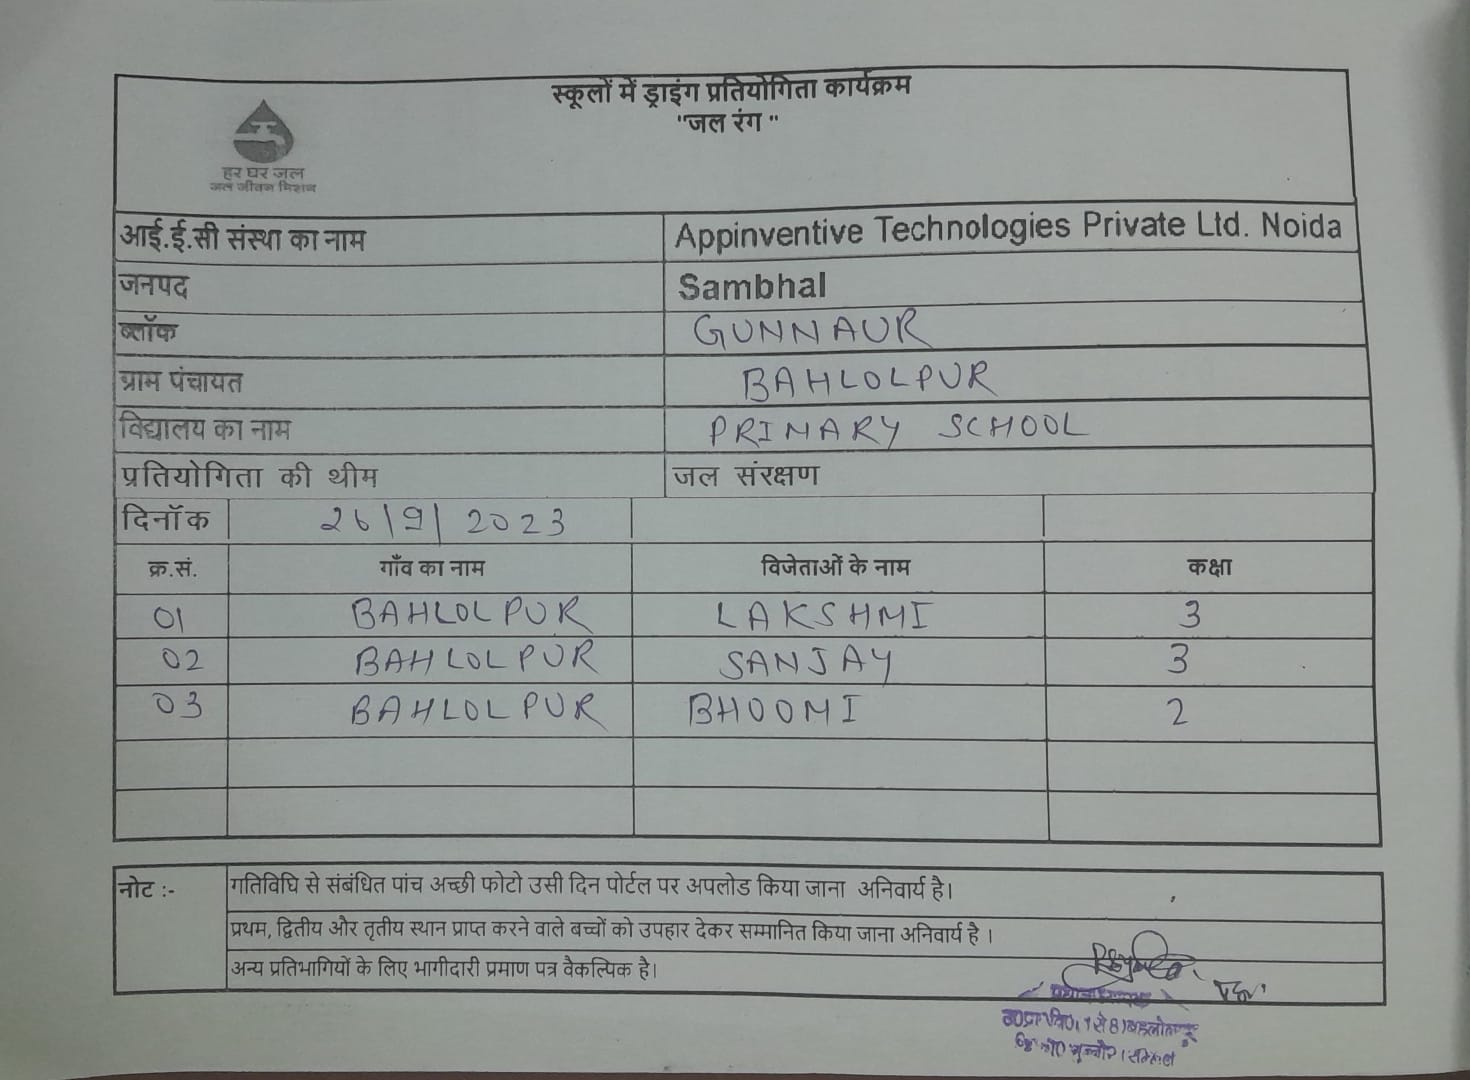 स्कूलों में ड्राइंग प्रतियोगिता कार्यक्रम
"जल रंग "
हर घर जल
जल जीवन मिशन
आई.ई.सी संस्था का नाम Appinventive Technologies Private Ltd. Noida
जनपद Sambhal
ब्लॉक GUNNAUR
ग्राम पंचायत BAHLOLPUR
विद्यालय का नाम PRIMARY SCHOOL
प्रतियोगिता की थीम जल संरक्षण
दिनॉक 26/9/2023
क्र.सं. गाँव का नाम विजेताओं के नाम कक्षा
01 BAHLOLPUR LAKSHMI 3
02 BAHLOLPUR SANJAY 3
03 BAHLOLPUR BHOOMI 2
नोट :- गतिविधि से संबंधित पांच अच्छी फोटो उसी दिन पोर्टल पर अपलोड किया जाना अनिवार्य है।
प्रथम, द्वितीय और तृतीय स्थान प्राप्त करने वाले बच्चों को उपहार देकर सम्मानित किया जाना अनिवार्य है ।
अन्य प्रतिभागियों के लिए भागीदारी प्रमाण पत्र वैकल्पिक है।